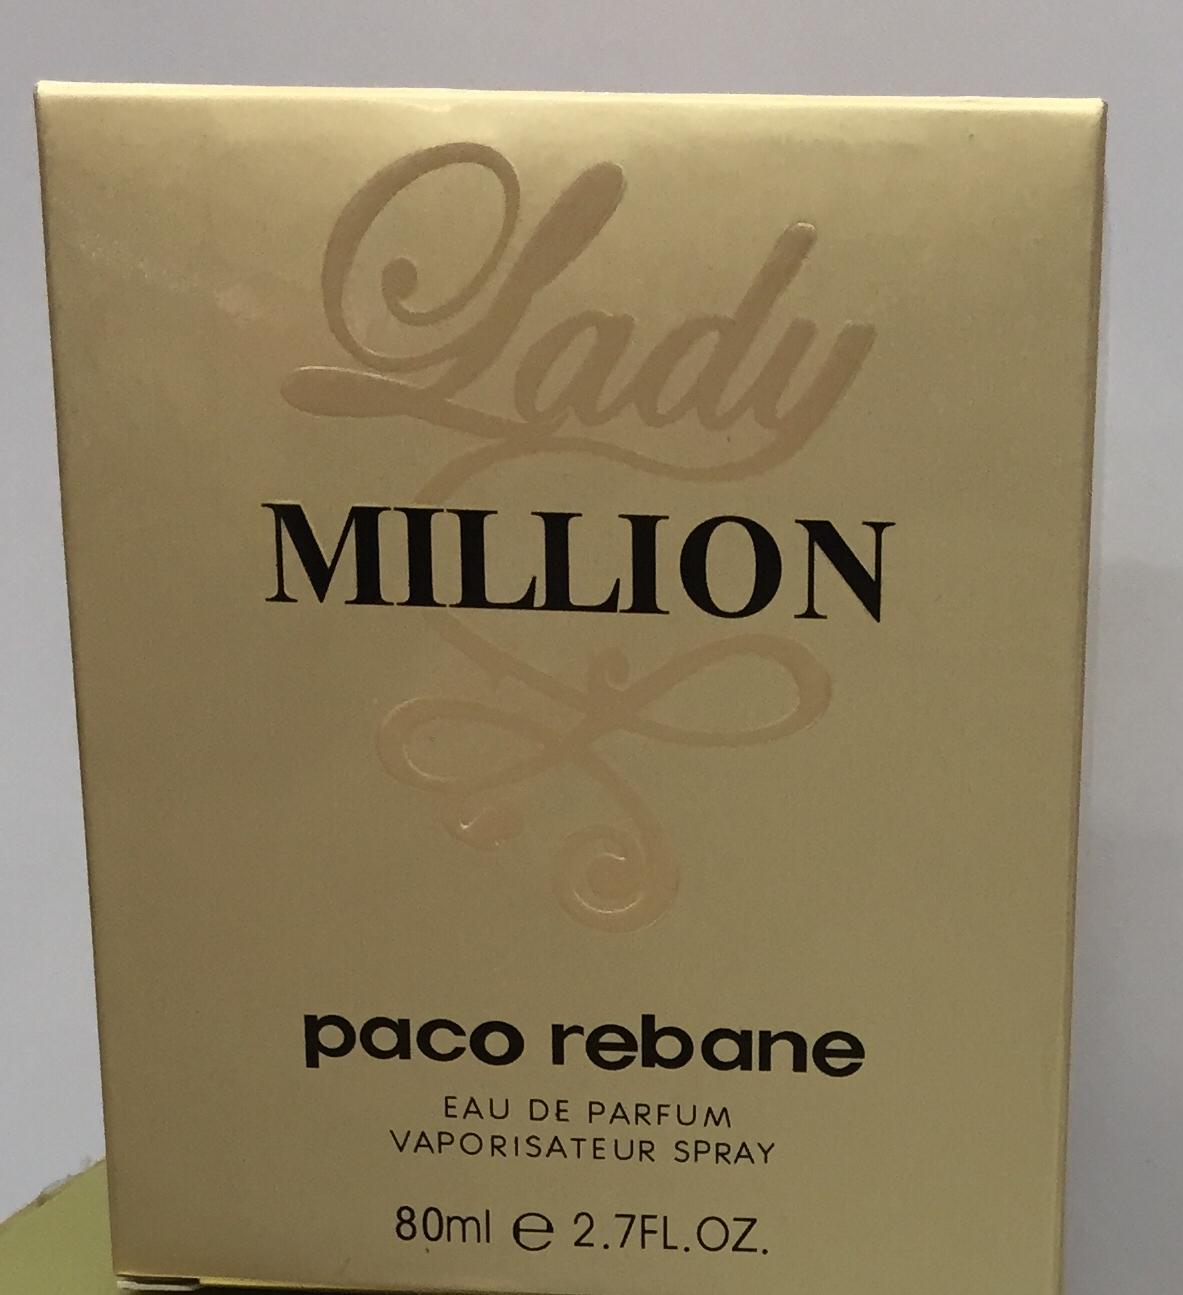 Lady
MILLION
paco rebane
EAU DE PARFUM
VAPORISATEUR SPRAY
80ml e 2.7FL.OZ.